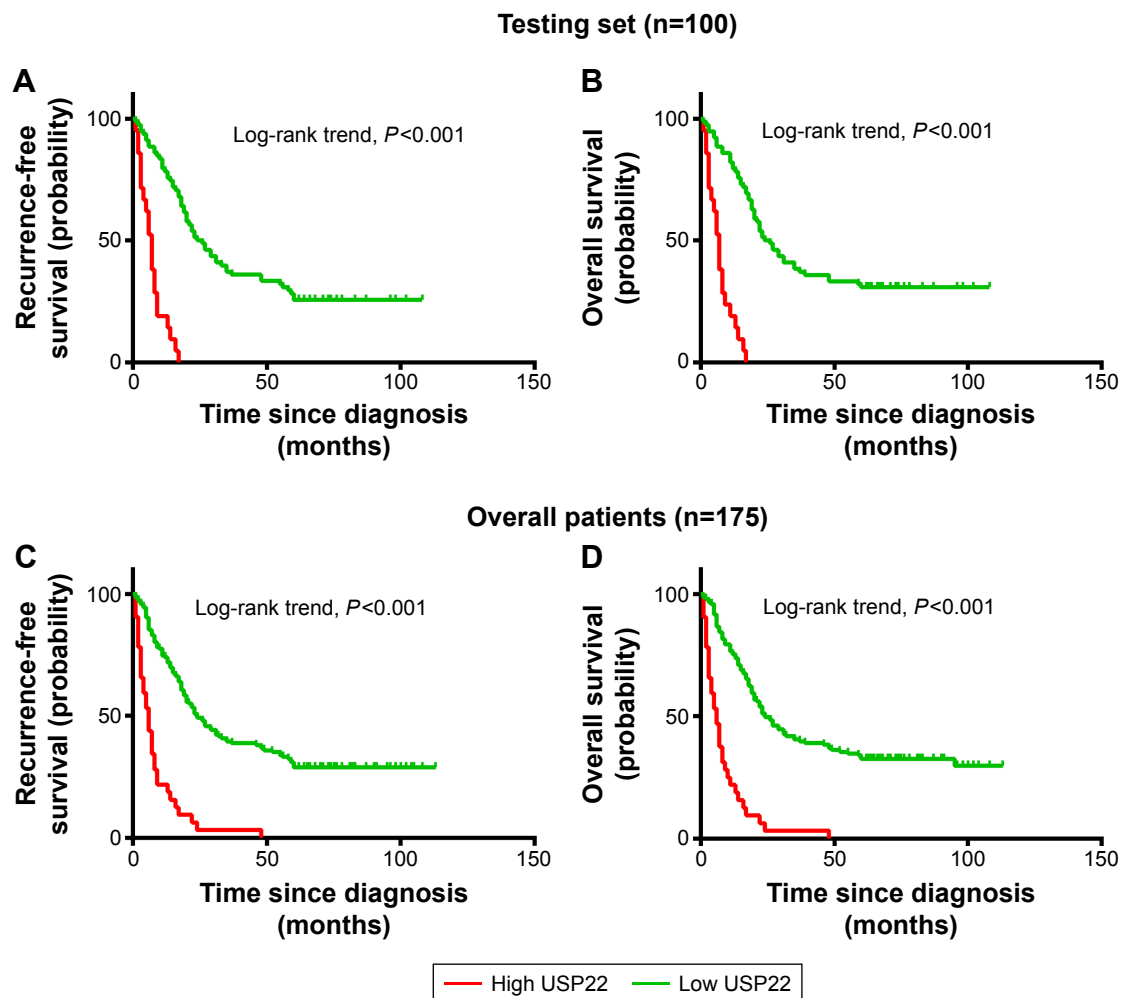 Testing set (n=100)
A
B
Recurrence-free
survival (probability)
100
50
0
Log-rank trend, P<0.001
0 50 100 150
Time since diagnosis
(months)
Overall survival
(probability)
100
50
0
Log-rank trend, P<0.001
0 50 100 150
Time since diagnosis
(months)
Overall patients (n=175)
C
D
Recurrence-free
survival (probability)
100
50
0
Log-rank trend, P<0.001
0 50 100 150
Time since diagnosis
(months)
Overall survival
(probability)
100
50
0
Log-rank trend, P<0.001
0 50 100 150
Time since diagnosis
(months)
High USP22 Low USP22